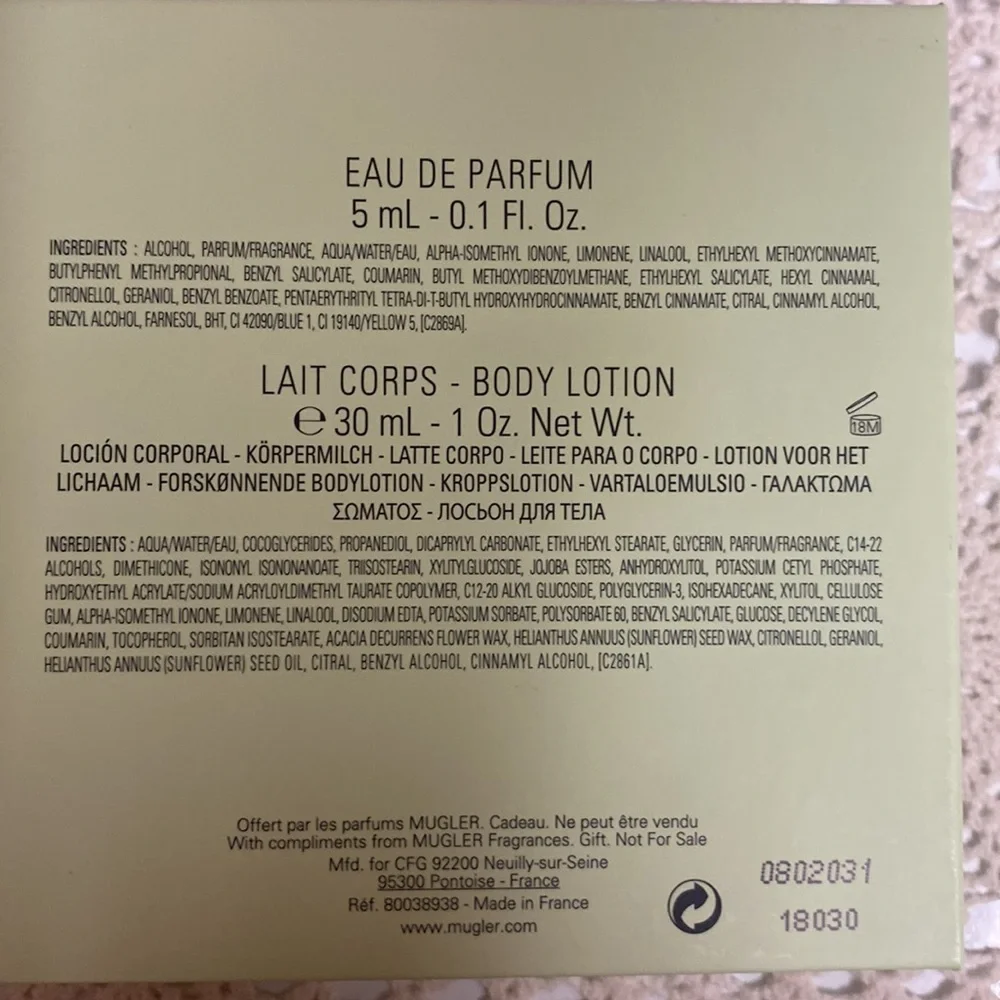 EAU DE PARFUM
5 mL - 0.1 Fl. Oz.
INGREDIENTS : ALCOHOL, PARFUM/FRAGRANCE, AQUA/WATER/EAU, ALPHA-ISOMETHYL IONONE, LIMONENE, LINALOOL, ETHYLHEXYL METHOXYCINNAMATE,
BUTYLPHENYL METHYLPROPIONAL, BENZYL SALICYLATE, COUMARIN, BUTYL METHOXYDIBENZOYLMETHANE, ETHYLHEXYL SALICYLATE, HEXYL CINNAMAL,
CITRONELLOL, GERANIOL, BENZYL BENZOATE, PENTAERYTHRITYL TETRA-DI-T-BUTYL HYDROXYHYDROCINNAMATE, BENZYL CINNAMATE, CITRAL, CINNAMYL ALCOHOL,
BENZYL ALCOHOL, FARNESOL, BHT, CI 42090/BLUE 1, CI 19140/YELLOW 5, [C2869A].
LAIT CORPS - BODY LOTION
℮ 30 mL - 1 Oz. Net Wt.
18M
LOCIÓN CORPORAL - KÖRPERMILCH - LATTE CORPO - LEITE PARA O CORPO - LOTION VOOR HET
LICHAAM - FORSKØNNENDE BODYLOTION - KROPPSLOTION - VARTALOEMULSIO - ΓΑΛΑΚΤΩΜΑ
ΣΩΜΑΤΟΣ - ЛОСЬОН ДЛЯ ТЕЛА
INGREDIENTS : AQUA/WATER/EAU, COCOGLYCERIDES, PROPANEDIOL, DICAPRYLYL CARBONATE, ETHYLHEXYL STEARATE, GLYCERIN, PARFUM/FRAGRANCE, C14-22
ALCOHOLS, DIMETHICONE, ISONONYL ISONONANOATE, TRIISOSTEARIN, XYLITYLGLUCOSIDE, JOJOBA ESTERS, ANHYDROXYLITOL, POTASSIUM CETYL PHOSPHATE,
HYDROXYETHYL ACRYLATE/SODIUM ACRYLOYLDIMETHYL TAURATE COPOLYMER, C12-20 ALKYL GLUCOSIDE, POLYGLYCERIN-3, ISOHEXADECANE, XYLITOL, CELLULOSE
GUM, ALPHA-ISOMETHYL IONONE, LIMONENE, LINALOOL, DISODIUM EDTA, POTASSIUM SORBATE, POLYSORBATE 60, BENZYL SALICYLATE, GLUCOSE, DECYLENE GLYCOL,
COUMARIN, TOCOPHEROL, SORBITAN ISOSTEARATE, ACACIA DECURRENS FLOWER WAX, HELIANTHUS ANNUUS (SUNFLOWER) SEED WAX, CITRONELLOL, GERANIOL,
HELIANTHUS ANNUUS (SUNFLOWER) SEED OIL, CITRAL, BENZYL ALCOHOL, CINNAMYL ALCOHOL, [C2861A].
Offert par les parfums MUGLER. Cadeau. Ne peut être vendu
With compliments from MUGLER Fragrances. Gift. Not For Sale
Mfd. for CFG 92200 Neuilly-sur-Seine
95300 Pontoise - France
Réf. 80038938 - Made in France
www.mugler.com
0802031
18030